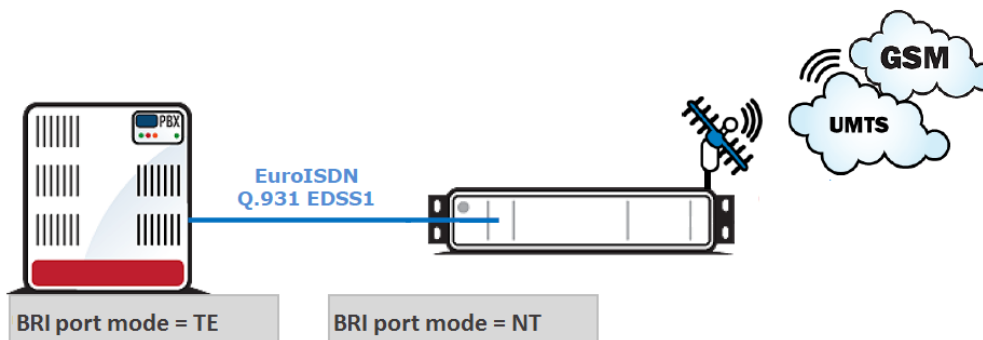 GSM
UMTS
PBX
EuroISDN
Q.931 EDSS1
BRI port mode = TE
BRI port mode = NT